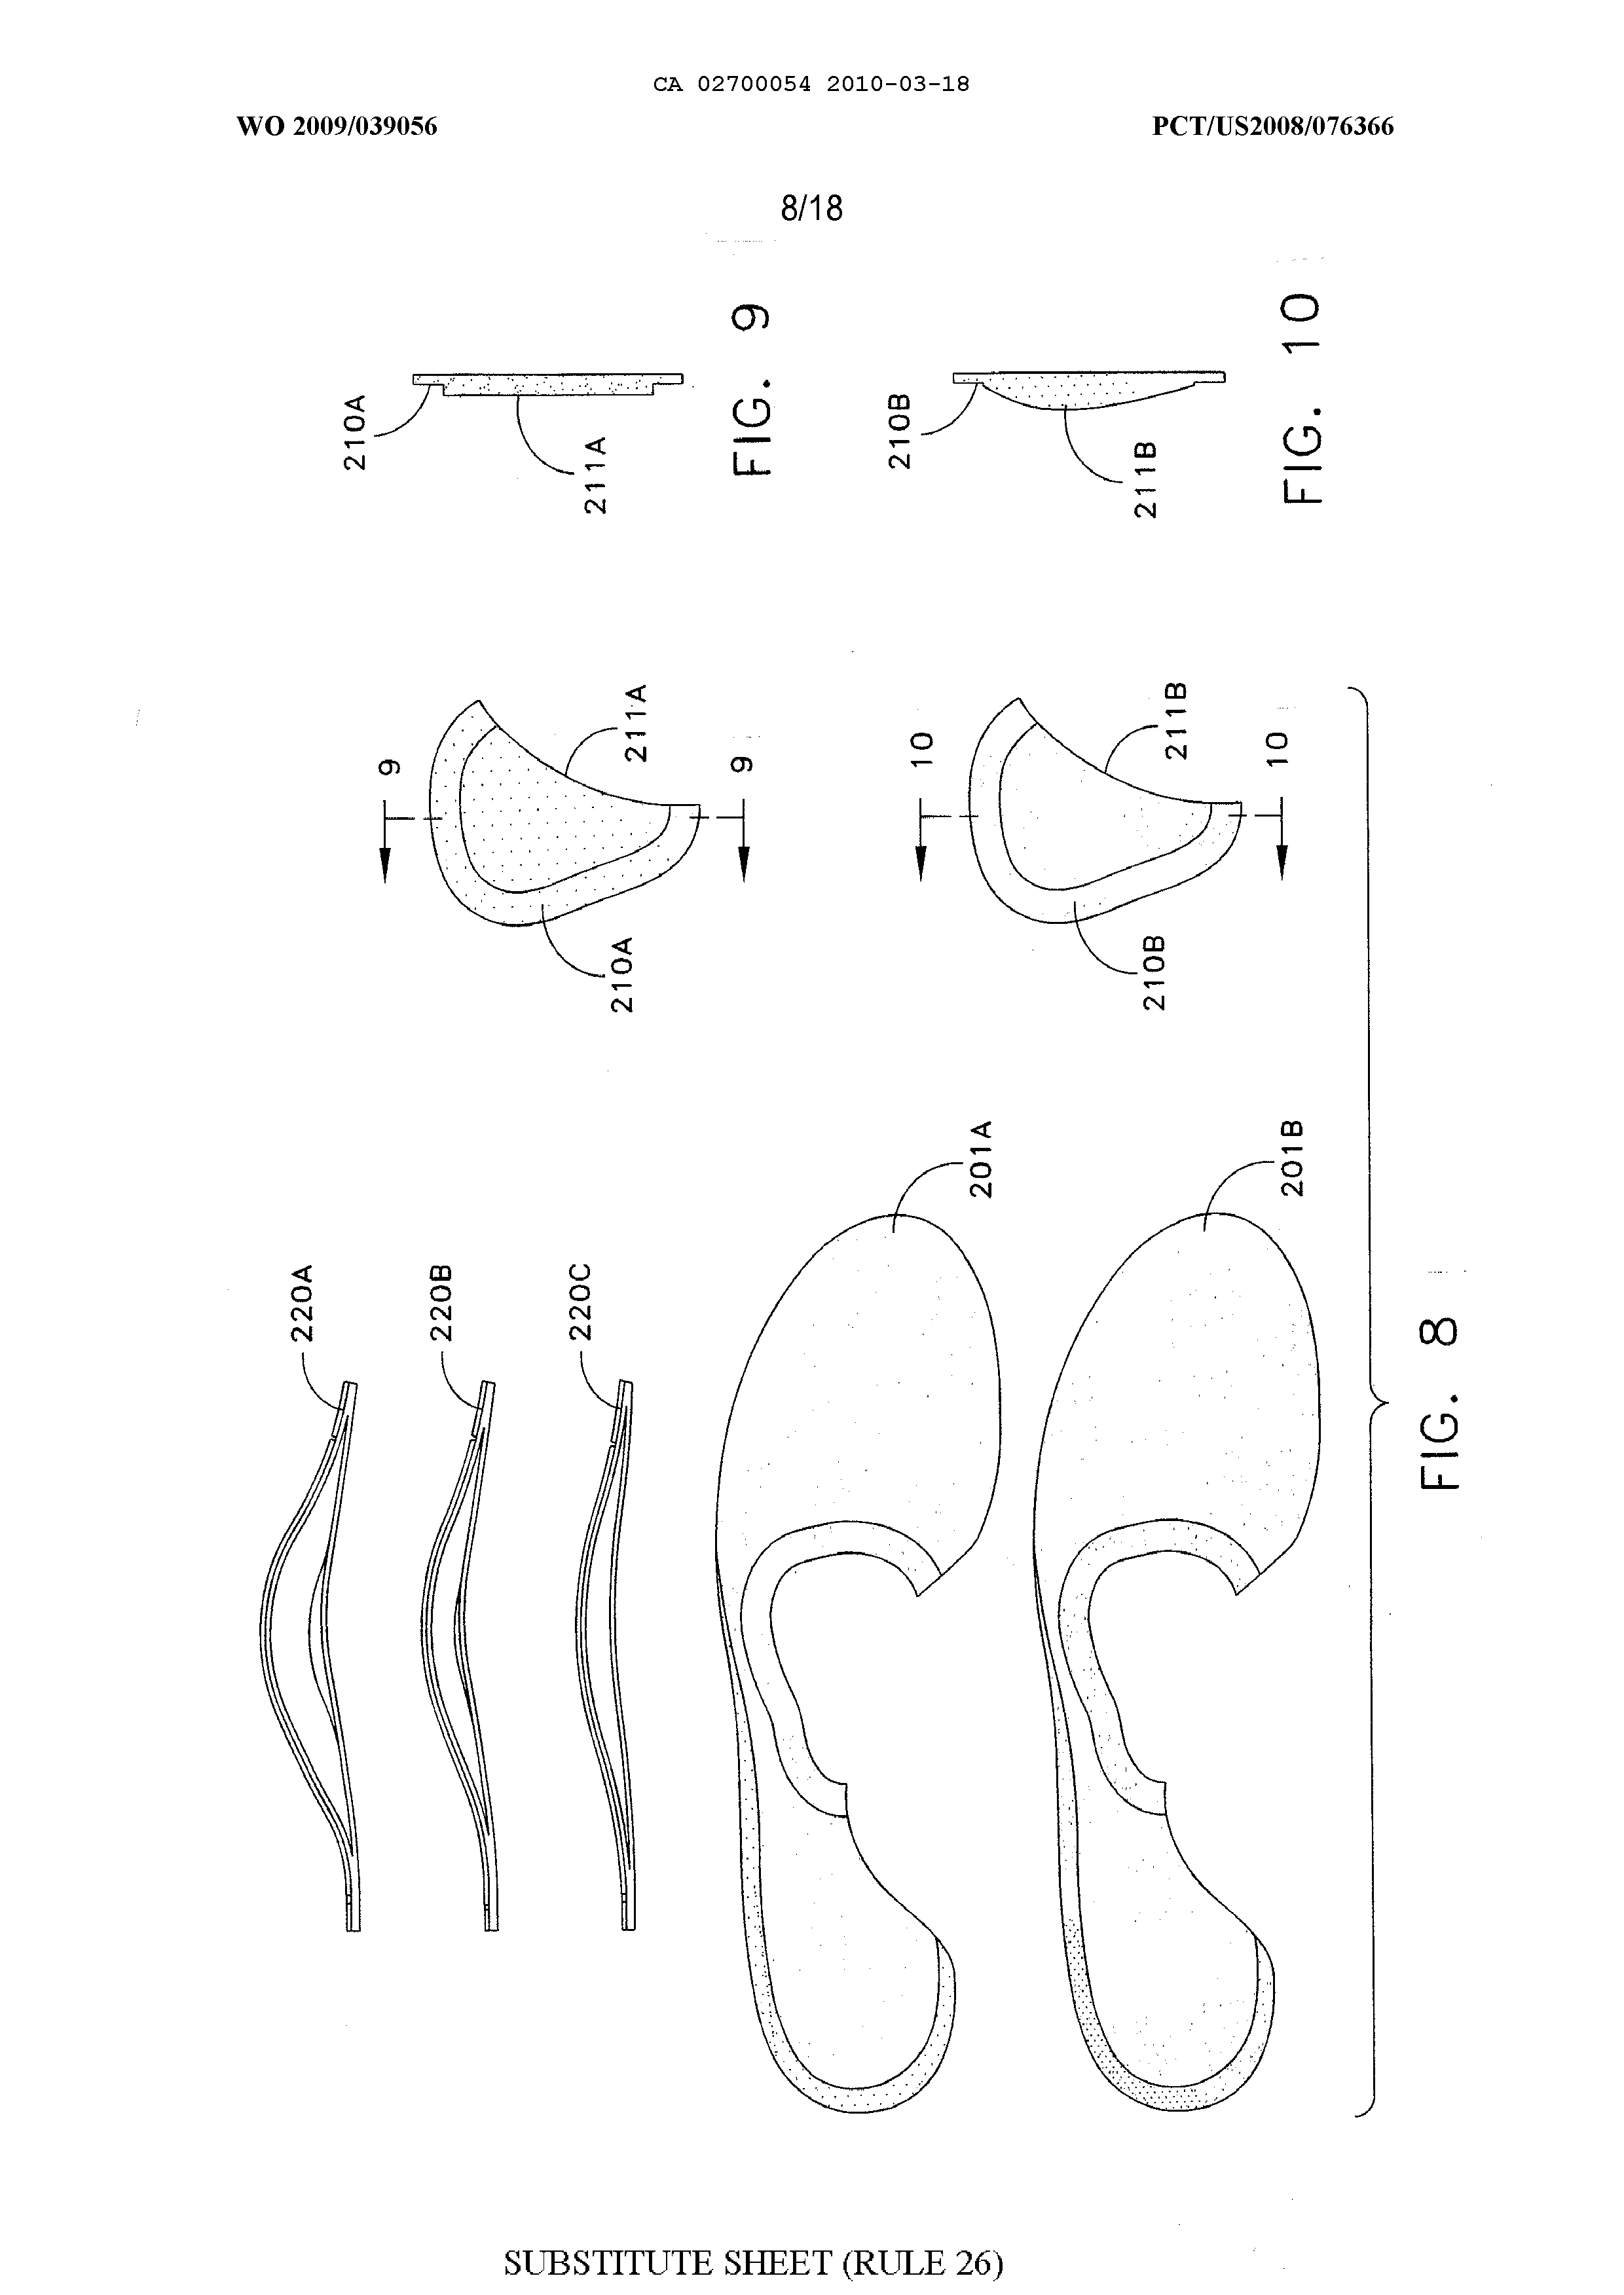 CA 02700054 2010-03-18
WO 2009/039056
PCT/US2008/076366
8/18
210A
211A
FIG. 9
210B
211B
FIG. 10
9
211A
9
210A
10
211B
10
210B
220A
220B
220C
201A
201B
FIG. 8
SUBSTITUTE SHEET (RULE 26)